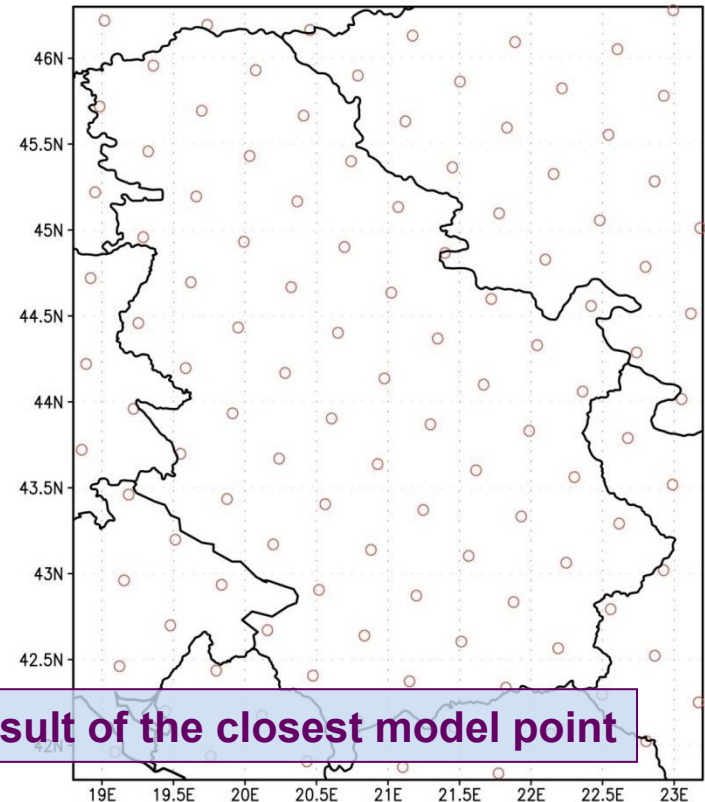 46N
45.5N
45N
44.5N
44N
43.5N
43N
42.5N
sult of the closest model point
42N
19E 19.5E 20E 20.5E 21E 21.5E 22E 22.5E 23E